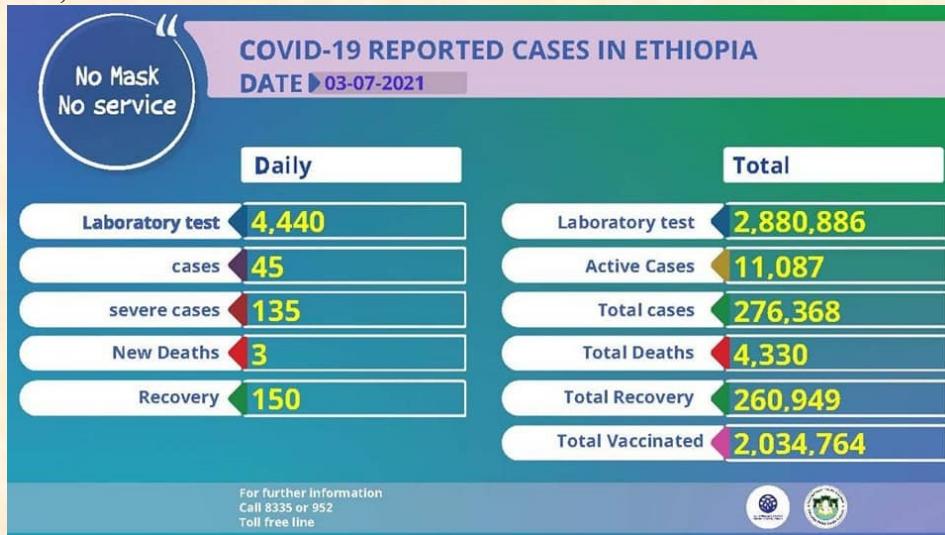 “
No Mask
No service
COVID-19 REPORTED CASES IN ETHIOPIA
DATE 03-07-2021
Daily
Laboratory test 4,440
cases 45
severe cases 135
New Deaths 3
Recovery 150
Total
Laboratory test 2,880,886
Active Cases 11,087
Total cases 276,368
Total Deaths 4,330
Total Recovery 260,949
Total Vaccinated 2,034,764
For further information
Call 8335 or 952
Toll free line